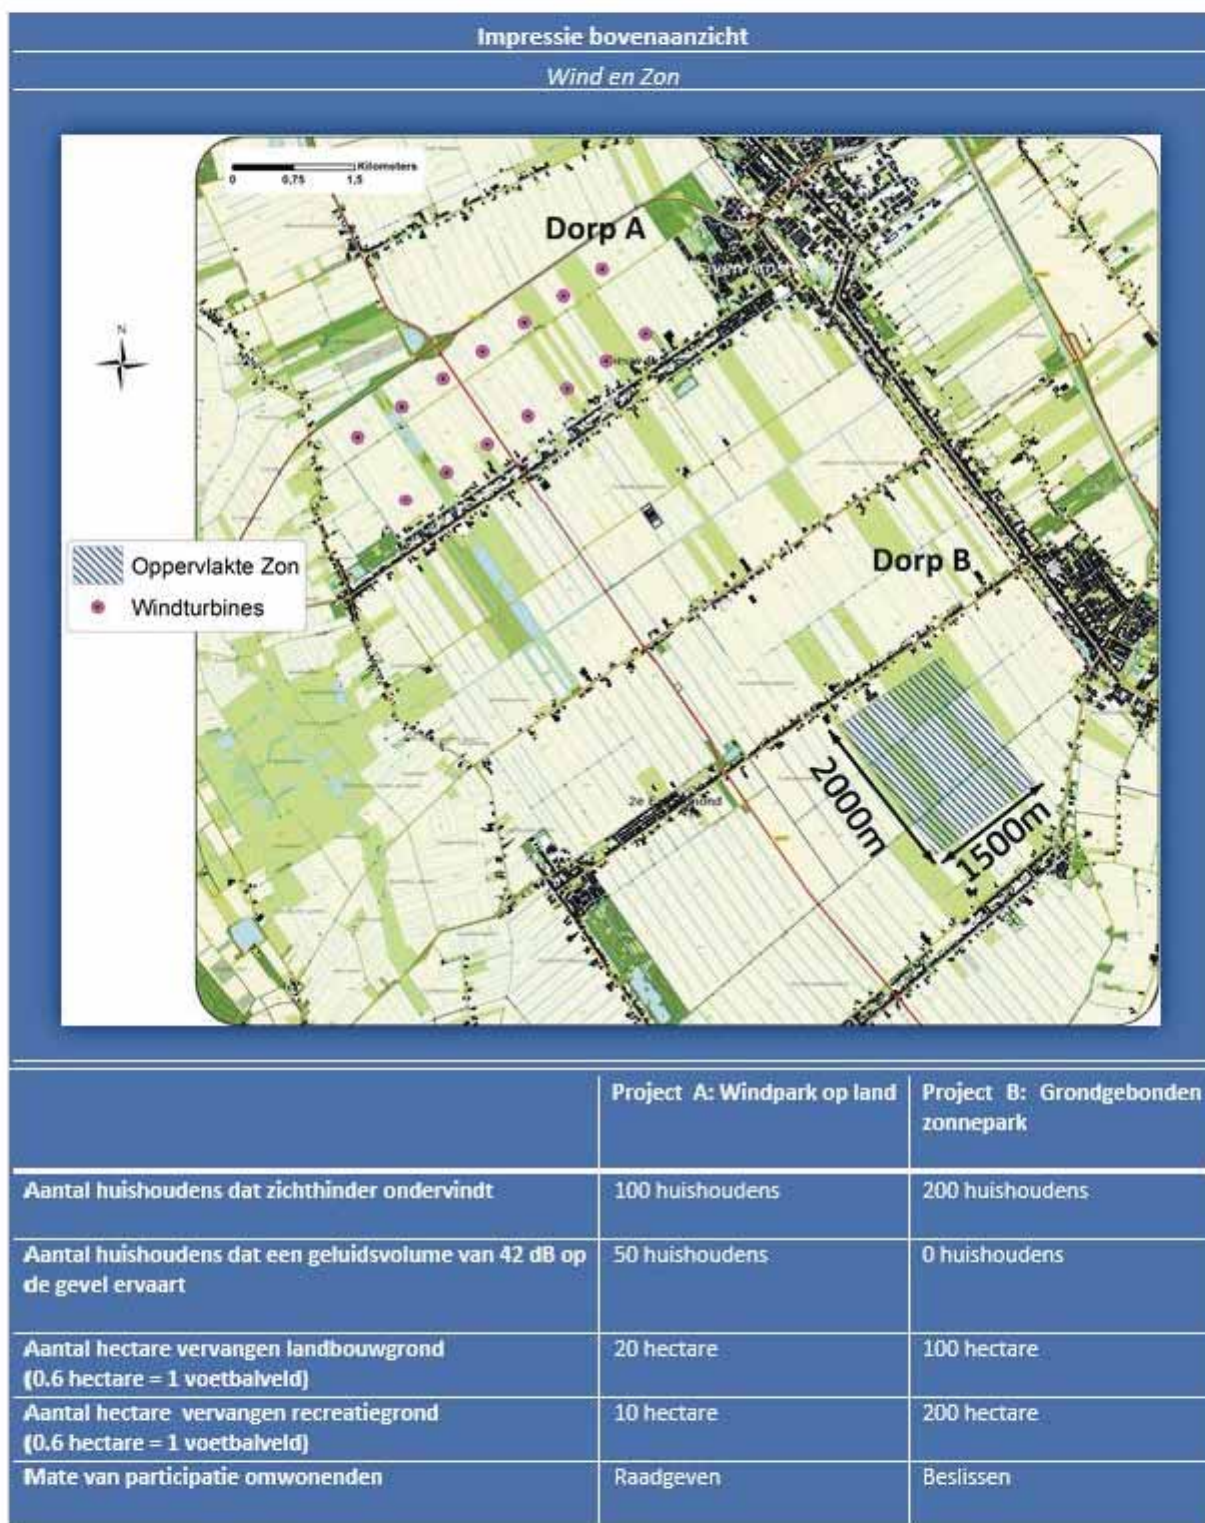 Impressie bovenaanzicht
Wind en Zon
Kilometers
0 0,75 1,5
Dorp A
N
Oppervlakte Zon
Windturbines
Dorp B
2000m
1500m
Project A: Windpark op land
Project B: Grondgebonden
zonnepark
Aantal huishoudens dat zichthinder ondervindt
100 huishoudens
200 huishoudens
Aantal huishoudens dat een geluidsvolume van 42 dB op
de gevel ervaart
50 huishoudens
0 huishoudens
Aantal hectare vervangen landbouwgrond
(0.6 hectare = 1 voetbalveld)
20 hectare
100 hectare
Aantal hectare vervangen recreatiegrond
(0.6 hectare = 1 voetbalveld)
10 hectare
200 hectare
Mate van participatie omwonenden
Raadgeven
Beslissen